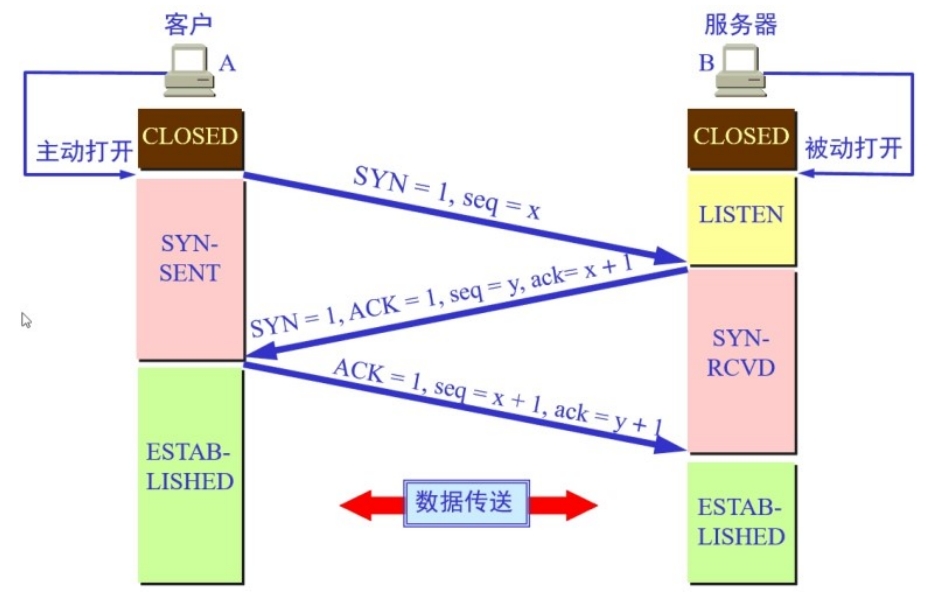 客户
服务器
A
B
CLOSED
CLOSED
主动打开
被动打开
SYN = 1, seq = x
LISTEN
SYN-
SENT
SYN = 1, ACK = 1, seq = y, ack= x + 1
SYN-
RCVD
ACK = 1, seq = x + 1, ack = y + 1
ESTAB-
LISHED
数据传送
ESTAB-
LISHED